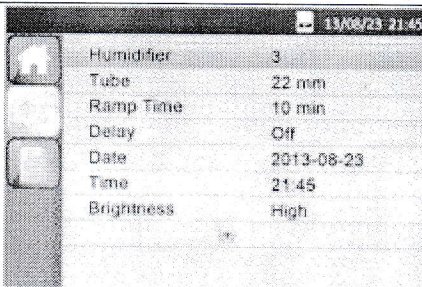 13/08/23 21:45
Humidifier 3
Tube 22 mm
Ramp Time 10 min
Delay Off
Date 2013-08-23
Time 21:45
Brightness High